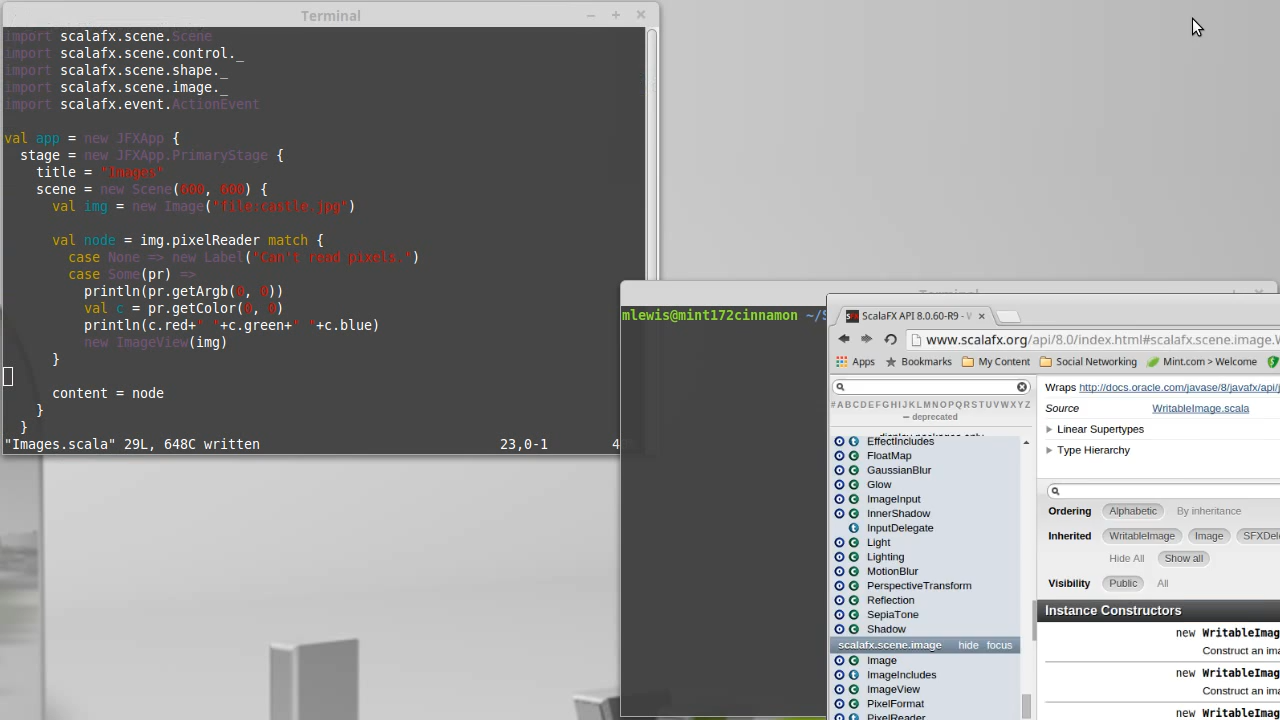 Terminal
import scalafx.scene.Scene
import scalafx.scene.control._
import scalafx.scene.shape._
import scalafx.scene.image._
import scalafx.event.ActionEvent
val app = new JFXApp {
stage = new JFXApp.PrimaryStage {
title = "Images"
scene = new Scene(600, 600) {
val img = new Image("file:castle.jpg")
val node = img.pixelReader match {
case None => new Label("Can't read pixels.")
case Some(pr) =>
println(pr.getArgb(0, 0))
val c = pr.getColor(0, 0)
println(c.red+" "+c.green+" "+c.blue)
new ImageView(img)
}
content = node
}
}
"Images.scala" 29L, 648C written 23,0-1
Terminal
mlewis@mint172cinnamon ~/S
ScalaFX API 8.0.60-R9 -
www.scalafx.org/api/8.0/index.html#scalafx.scene.image.W
Apps Bookmarks My Content Social Networking Mint.com > Welcome
#ABCDEFGHIJKLMNOPQRSTUVWXYZ
– deprecated
display packages only
EffectIncludes
FloatMap
GaussianBlur
Glow
ImageInput
InnerShadow
InputDelegate
Light
Lighting
MotionBlur
PerspectiveTransform
Reflection
SepiaTone
Shadow
scalafx.scene.image hide focus
Image
ImageIncludes
ImageView
PixelFormat
PixelReader
Wraps http://docs.oracle.com/javase/8/javafx/api/j
Source WritableImage.scala
Linear Supertypes
Type Hierarchy
Ordering Alphabetic By inheritance
Inherited WritableImage Image SFXDele
Hide All Show all
Visibility Public All
Instance Constructors
new WritableImag
Construct an ima
new WritableImag
Construct an ima
new WritableImag